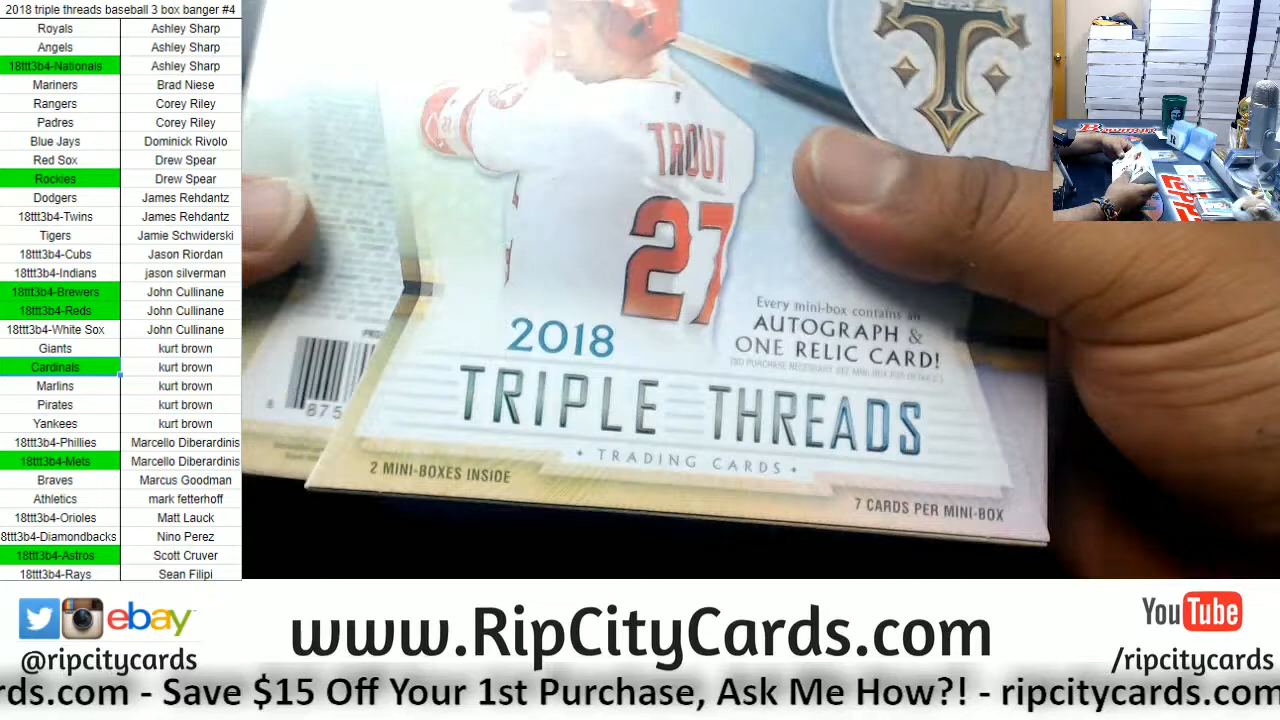 2018 triple threads baseball 3 box banger #4
Royals Ashley Sharp
Angels Ashley Sharp
18ttt3b4-Nationals Ashley Sharp
Mariners Brad Niese
Rangers Corey Riley
Padres Corey Riley
Blue Jays Dominick Rivolo
Red Sox Drew Spear
Rockies Drew Spear
Dodgers James Rehdantz
18ttt3b4-Twins James Rehdantz
Tigers Jamie Schwiderski
18ttt3b4-Cubs Jason Riordan
18ttt3b4-Indians jason silverman
18ttt3b4-Brewers John Cullinane
18ttt3b4-Reds John Cullinane
18ttt3b4-White Sox John Cullinane
Giants kurt brown
Cardinals kurt brown
Marlins kurt brown
Pirates kurt brown
Yankees kurt brown
18ttt3b4-Phillies Marcello Diberardinis
18ttt3b4-Mets Marcello Diberardinis
Braves Marcus Goodman
Athletics mark fetterhoff
18ttt3b4-Orioles Matt Lauck
8ttt3b4-Diamondbacks Nino Perez
18ttt3b4-Astros Scott Cruver
18ttt3b4-Rays Sean Filipi
T
TROUT
27
Every mini-box contains an
AUTOGRAPH &
ONE RELIC CARD!
2018
TRIPLE THREADS
TRADING CARDS
2 MINI-BOXES INSIDE
7 CARDS PER MINI-BOX
8 875
Bowman
ebay
@ripcitycards
www.RipCityCards.com
YouTube
/ripcitycards
rds.com - Save $15 Off Your 1st Purchase, Ask Me How?! - ripcitycards.com